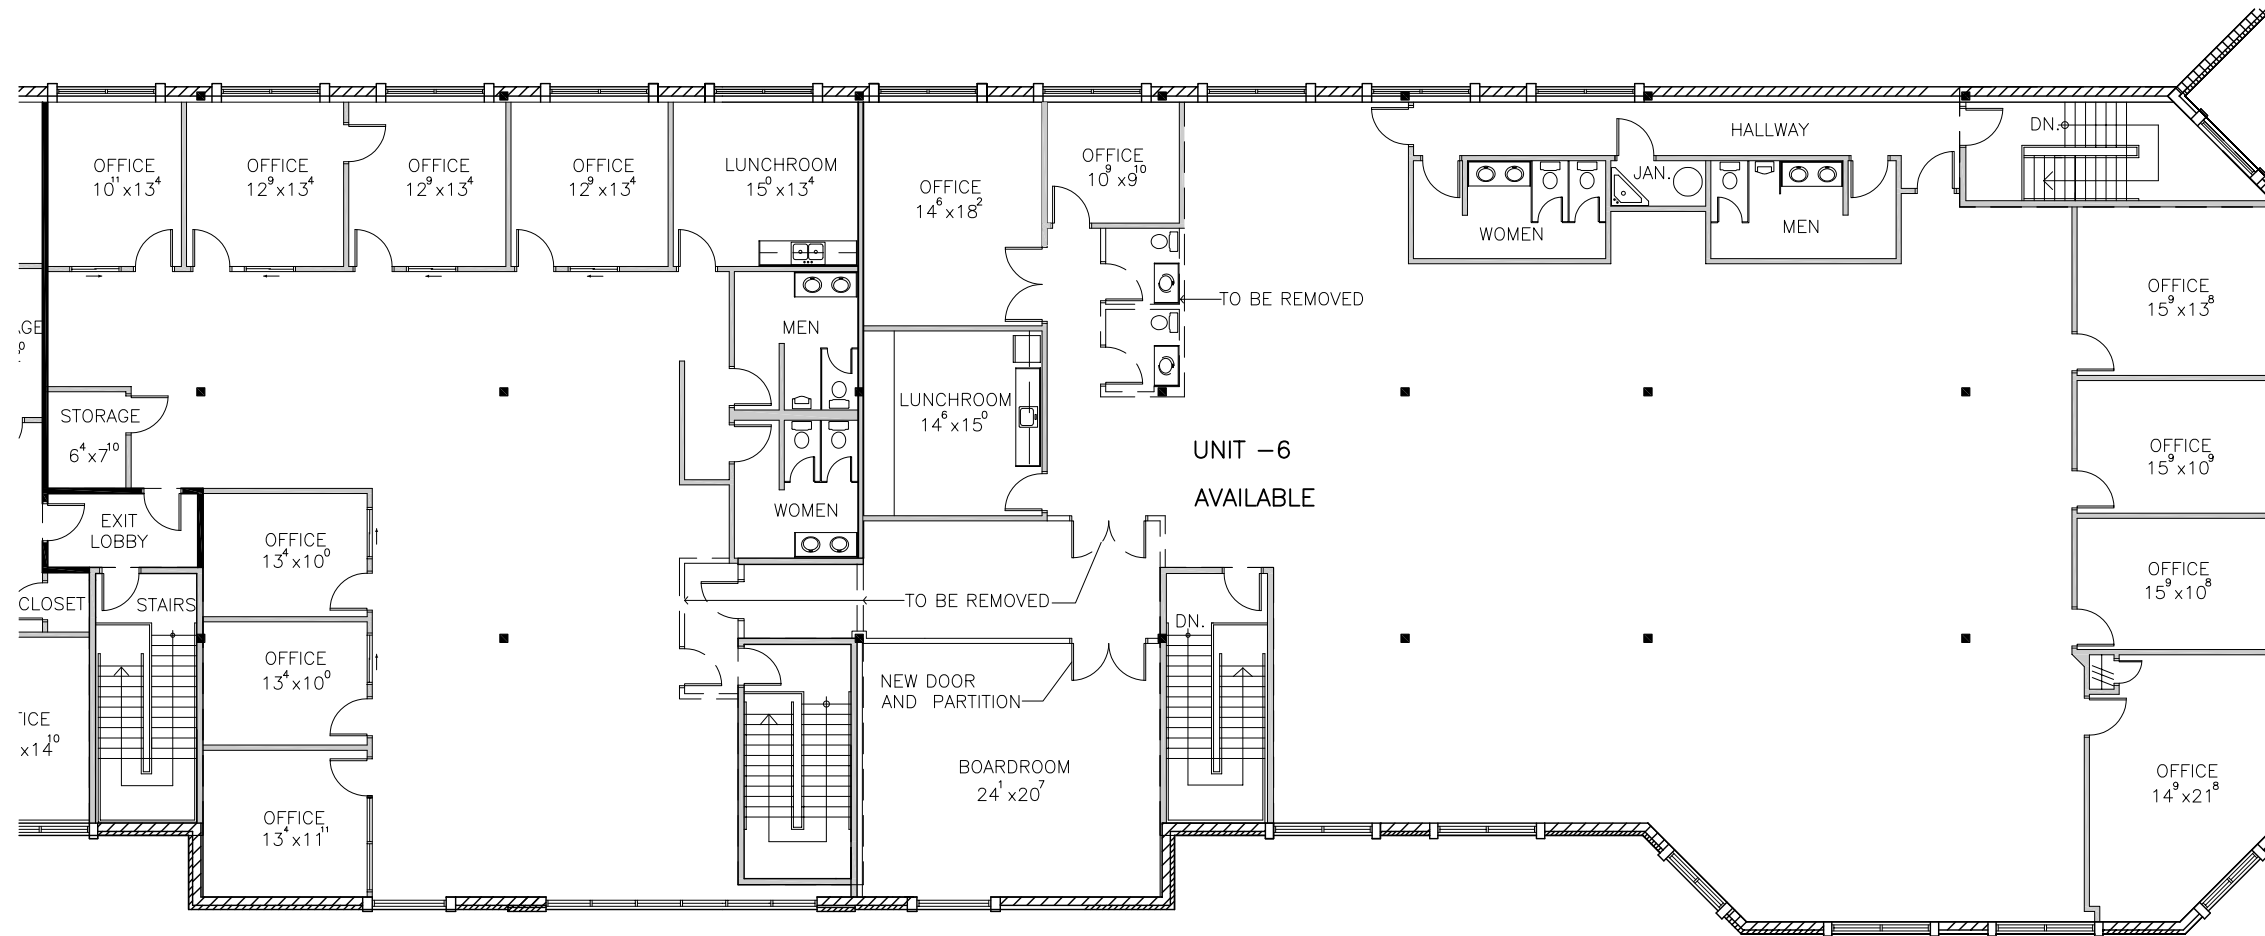 OFFICE
10¹¹x13⁴
OFFICE
12⁹x13⁴
OFFICE
12⁹x13⁴
OFFICE
12⁹x13⁴
LUNCHROOM
15⁰x13⁴
OFFICE
14⁶x18²
OFFICE
10⁹x9¹⁰
HALLWAY
DN.
JAN.
WOMEN
MEN
OFFICE
15⁹x13⁸
TO BE REMOVED
MEN
STORAGE
6⁴x7¹⁰
LUNCHROOM
14⁶x15⁰
UNIT -6
AVAILABLE
OFFICE
15⁹x10⁹
WOMEN
EXIT
LOBBY
OFFICE
13⁴x10⁰
OFFICE
15⁹x10⁸
CLOSET
STAIRS
TO BE REMOVED
DN.
OFFICE
13⁴x10⁰
NEW DOOR
AND PARTITION
x14¹⁰
BOARDROOM
24¹x20⁷
OFFICE
14⁹x21⁸
OFFICE
13⁴x11¹¹